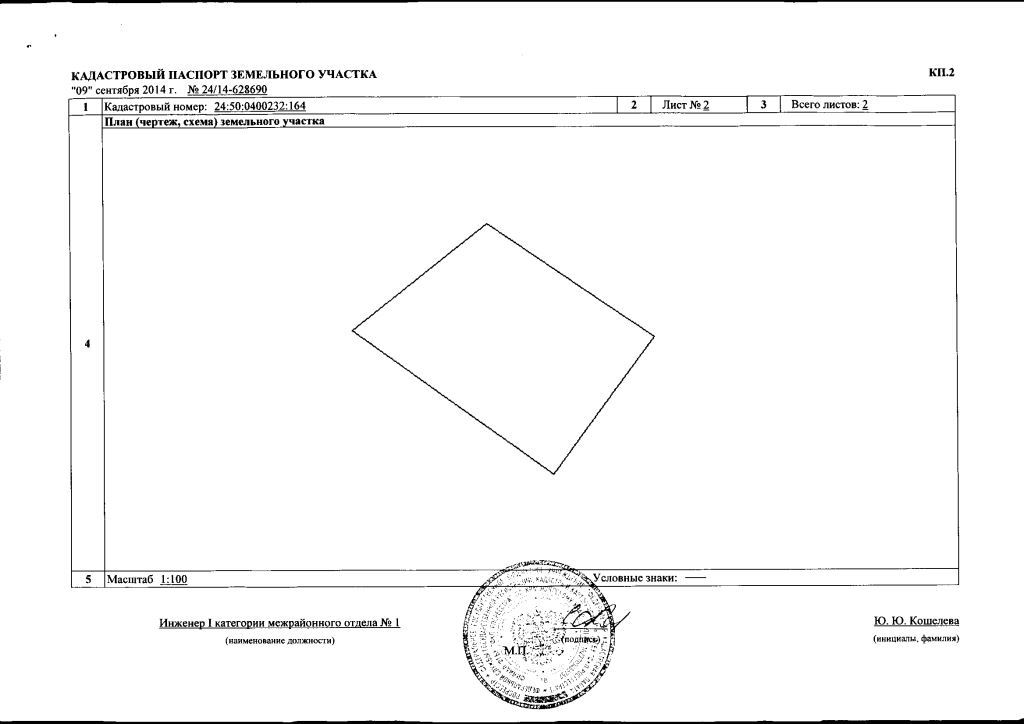 КАДАСТРОВЫЙ ПАСПОРТ ЗЕМЕЛЬНОГО УЧАСТКА
КП.2
"09" сентября 2014 г. № 24/14-628690
1 Кадастровый номер: 24:50:0400232:164 2 Лист № 2 3 Всего листов: 2
План (чертеж, схема) земельного участка
4
5 Масштаб 1:100 Условные знаки:
Инженер I категории межрайонного отдела № 1 Ю. Ю. Кошелева
(наименование должности) (подпись) (инициалы, фамилия)
М.П.